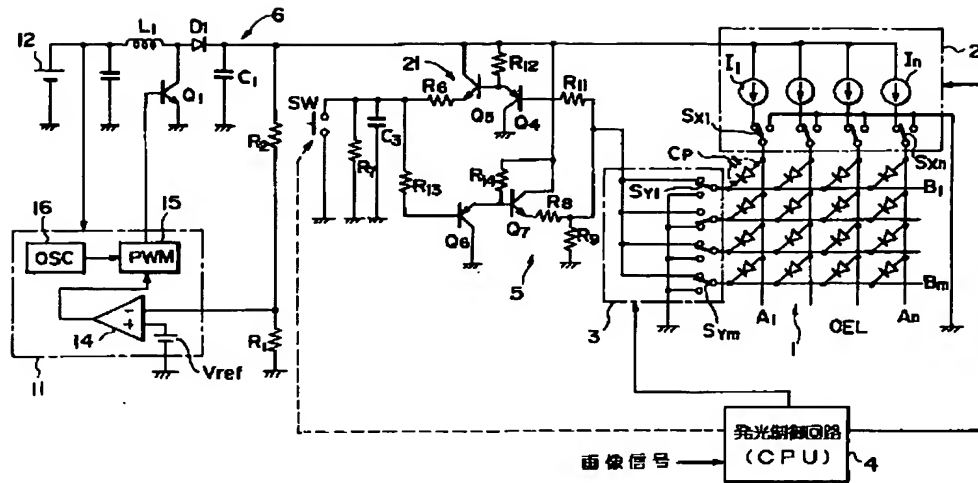 12
L1
D1
6
C1
Q1
R2
SW
R7
C3
R6
21
Q5
R12
Q4
R11
R13
R14
Q6
Q7
R8
R9
5
2
I1
In
SX1
SXn
CP
SY1
SYm
3
B1
Bm
A1
1
OEL
An
16
OSC
15
PWM
14
Vref
R1
11
発光制御回路
(CPU)
4
画像信号